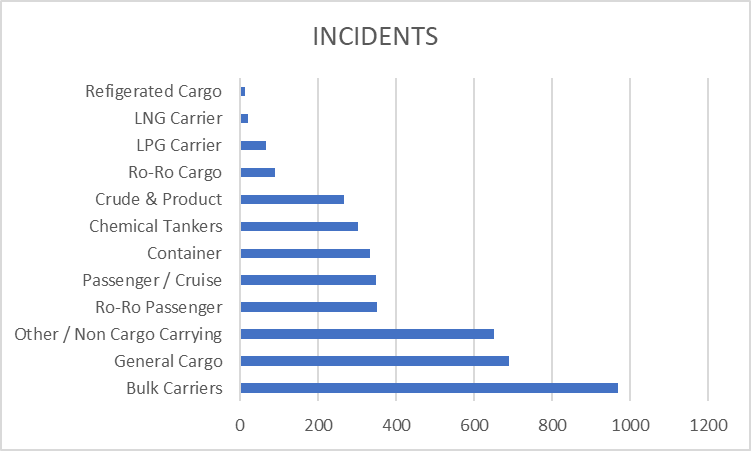 INCIDENTS
Refigerated Cargo
LNG Carrier
LPG Carrier
Ro-Ro Cargo
Crude & Product
Chemical Tankers
Container
Passenger / Cruise
Ro-Ro Passenger
Other / Non Cargo Carrying
General Cargo
Bulk Carriers
0 200 400 600 800 1000 1200